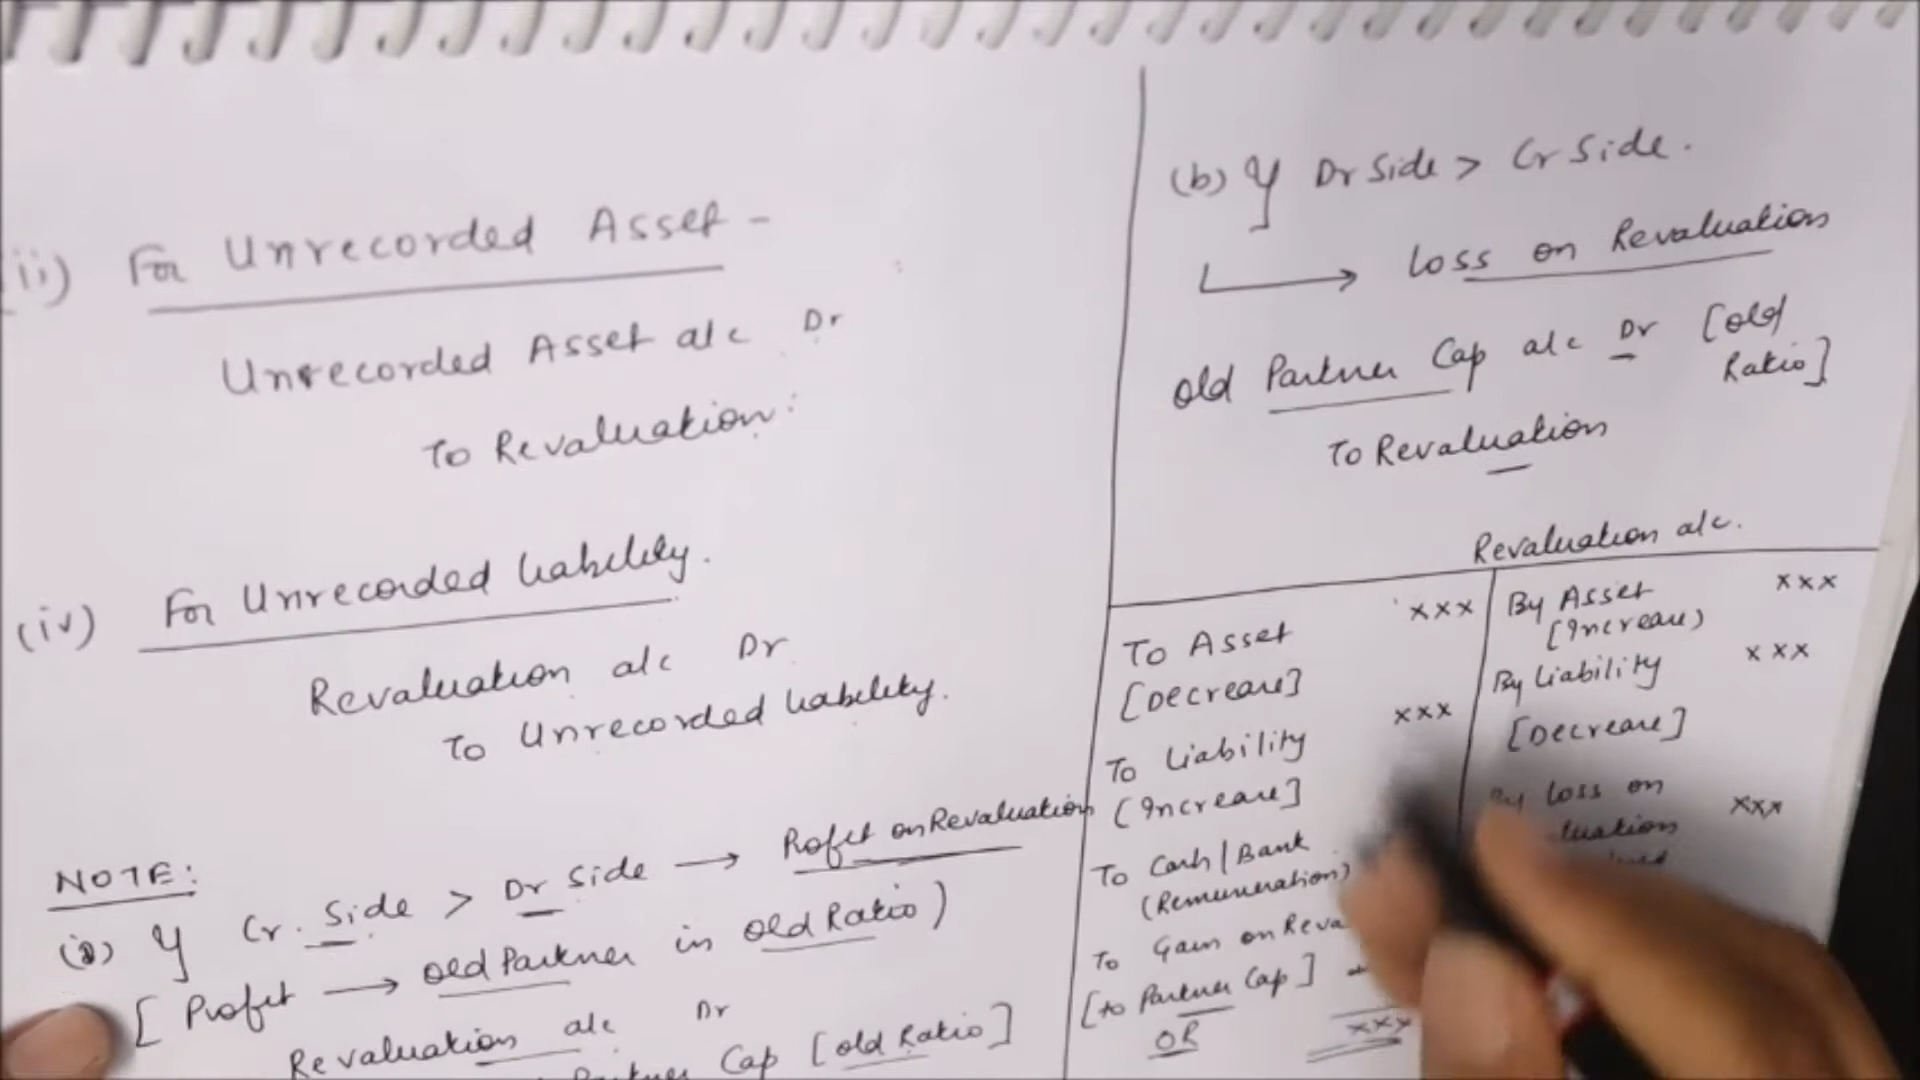 (ii) For Unrecorded Asset -
Unrecorded Asset a/c Dr
To Revaluation
(iv) For Unrecorded Liability.
Revaluation a/c Dr
To Unrecorded Liability.
NOTE:
If Cr. Side > Dr Side → Profit on Revaluation
[Profit → old Partner in old Ratio)
Revaluation a/c Dr
Cap [old Ratio]
(b) If Dr Side > Cr Side.
Loss on Revaluation
old Partner Cap a/c Dr [old
Ratio]
To Revaluation
Revaluation a/c.
To Asset xxx
[Decrease]
To Liability xxx
[Increase]
To Cash/Bank
(Remuneration)
To Gain on Reva
[to Partner Cap]
OR xxx
By Asset xxx
[Increase)
By Liability xxx
[Decrease]
By Loss on
xxx